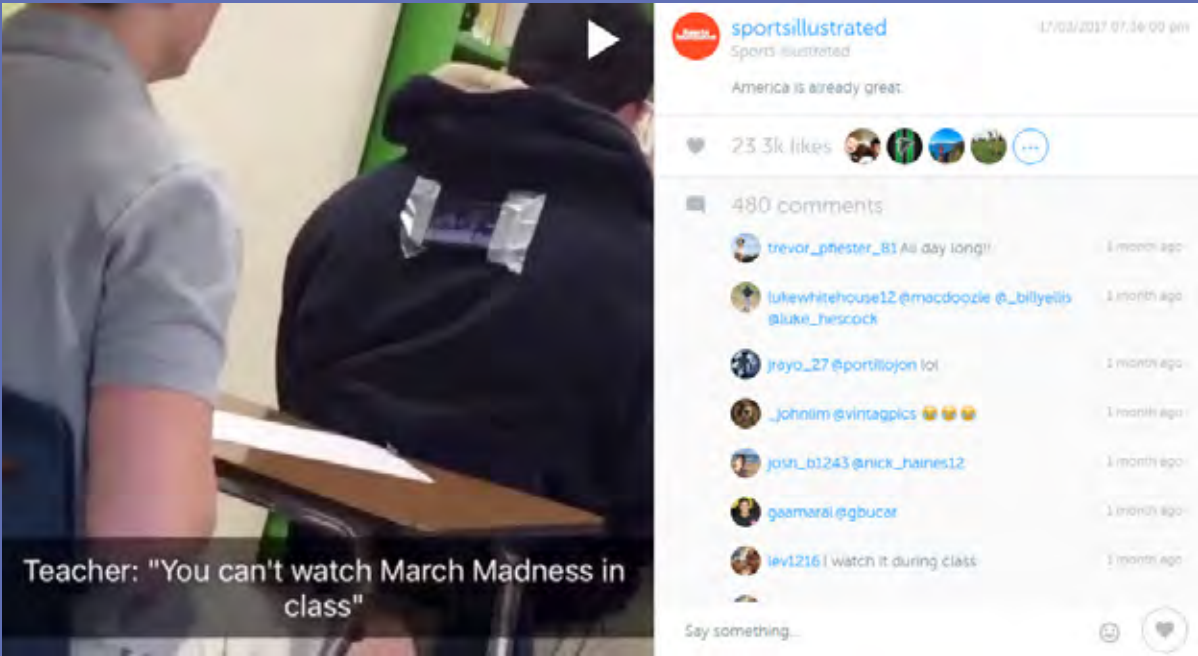 Teacher: "You can't watch March Madness in
class"
sportsillustrated
Sports Illustrated
17/03/2017 07:36:00 pm
America is already great.
23.3k likes
480 comments
trevor_pfiester_81 All day long!!
1 month ago
lukewhitehouse12 @macdoozle @_billyellis
1 month ago
@luke_hescock
jrayo_27 @portillojon lol
1 month ago
_johnlim @vintagpics 😂😂😂
1 month ago
josh_b1243 @nick_haines12
1 month ago
gaamaral @gbucar
1 month ago
lev1216 I watch it during class
1 month ago
Say something...